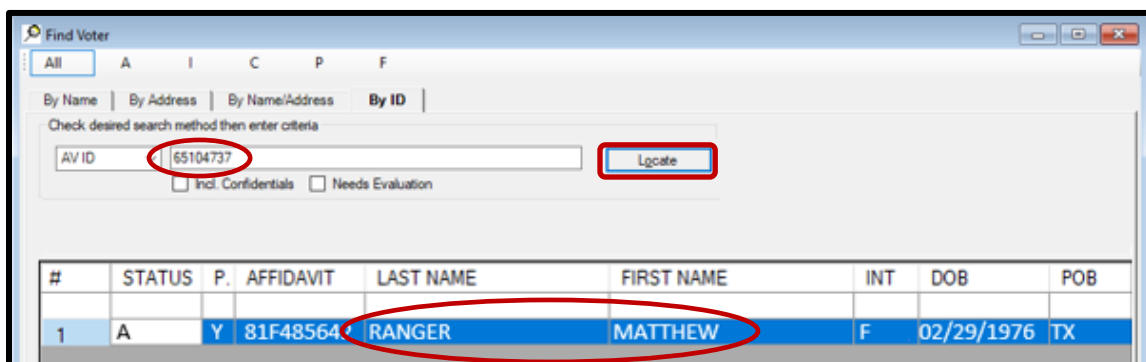 Find Voter
All A I C P F
By Name By Address By Name/Address By ID
Check desired search method then enter criteria
AV ID 65104737 Locate
Incl. Confidentials Needs Evaluation
# STATUS P. AFFIDAVIT LAST NAME FIRST NAME INT DOB POB
1 A Y RANGER MATTHEW F 02/29/1976 TX